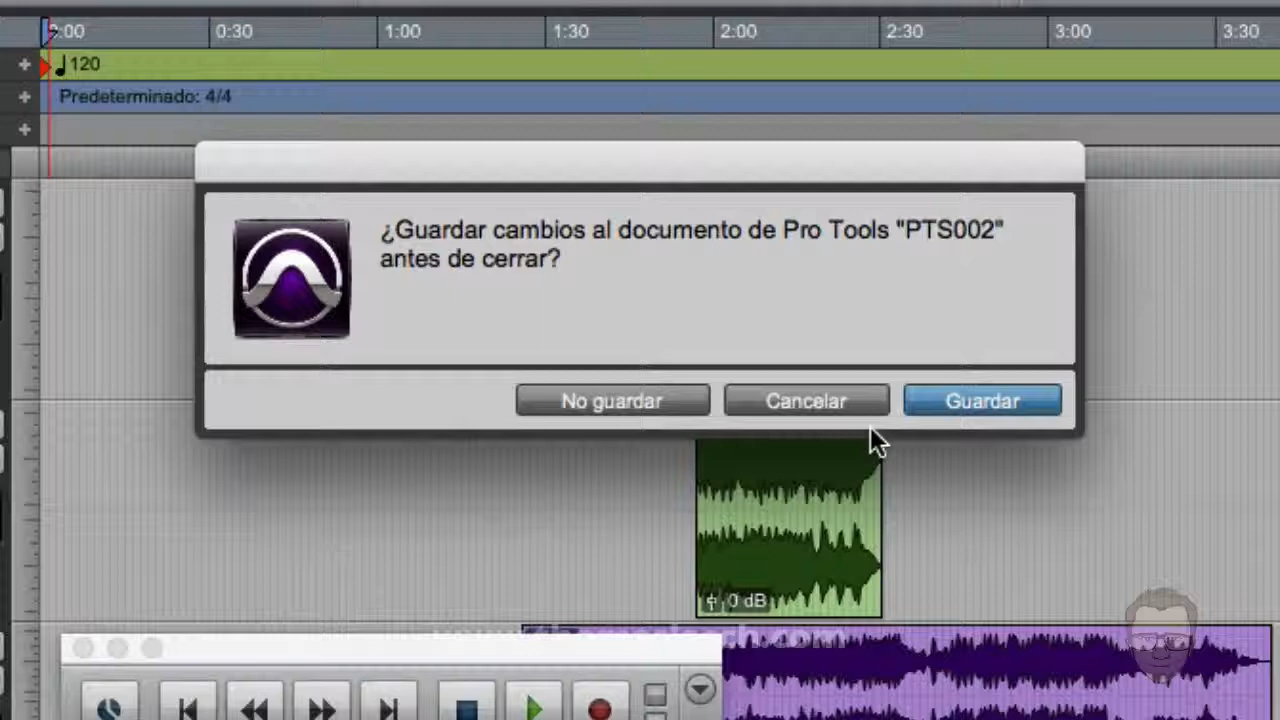 0:00 0:30 1:00 1:30 2:00 2:30 3:00 3:30
120
Predeterminado: 4/4
¿Guardar cambios al documento de Pro Tools "PTS002"
antes de cerrar?
No guardar Cancelar Guardar
0 dB